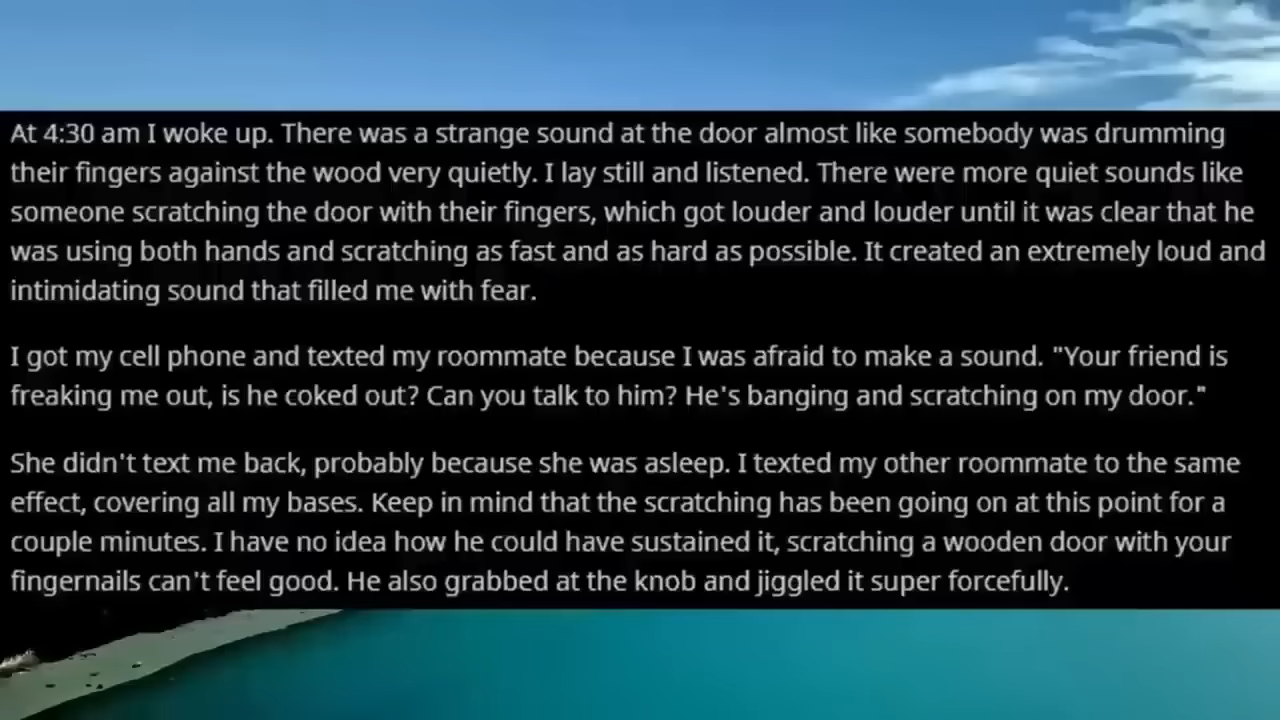 At 4:30 am I woke up. There was a strange sound at the door almost like somebody was drumming
their fingers against the wood very quietly. I lay still and listened. There were more quiet sounds like
someone scratching the door with their fingers, which got louder and louder until it was clear that he
was using both hands and scratching as fast and as hard as possible. It created an extremely loud and
intimidating sound that filled me with fear.
I got my cell phone and texted my roommate because I was afraid to make a sound. "Your friend is
freaking me out, is he coked out? Can you talk to him? He's banging and scratching on my door."
She didn't text me back, probably because she was asleep. I texted my other roommate to the same
effect, covering all my bases. Keep in mind that the scratching has been going on at this point for a
couple minutes. I have no idea how he could have sustained it, scratching a wooden door with your
fingernails can't feel good. He also grabbed at the knob and jiggled it super forcefully.